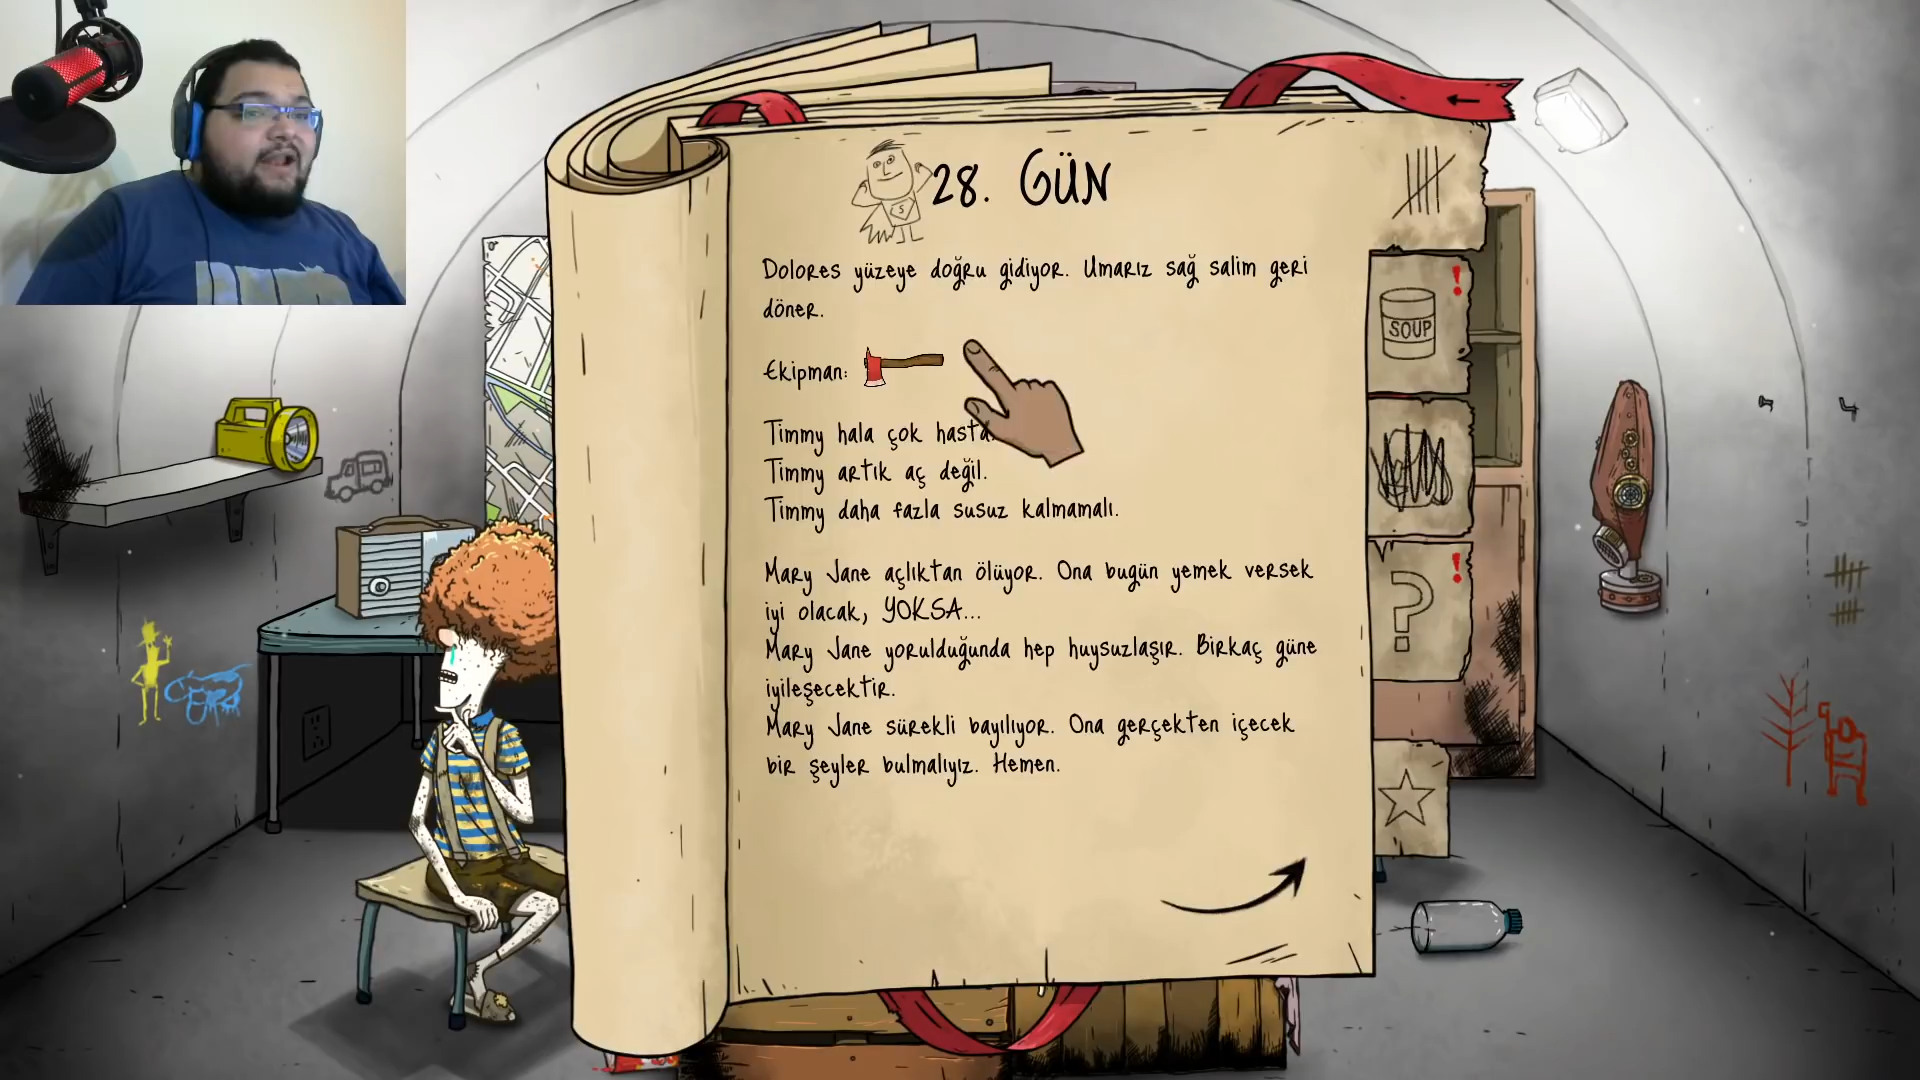 28. GÜN
Dolores yüzeye doğru gidiyor. Umarız sağ salim geri
döner.
Ekipman:
Timmy hala çok hasta.
Timmy artık aç değil.
Timmy daha fazla susuz kalmamalı.
Mary Jane açlıktan ölüyor. Ona bugün yemek versek
iyi olacak, YOKSA...
Mary Jane yorulduğunda hep huysuzlaşır. Birkaç güne
iyileşecektir.
Mary Jane sürekli bayılıyor. Ona gerçekten içecek
bir şeyler bulmalıyız. Hemen.
!
SOUP
!
?